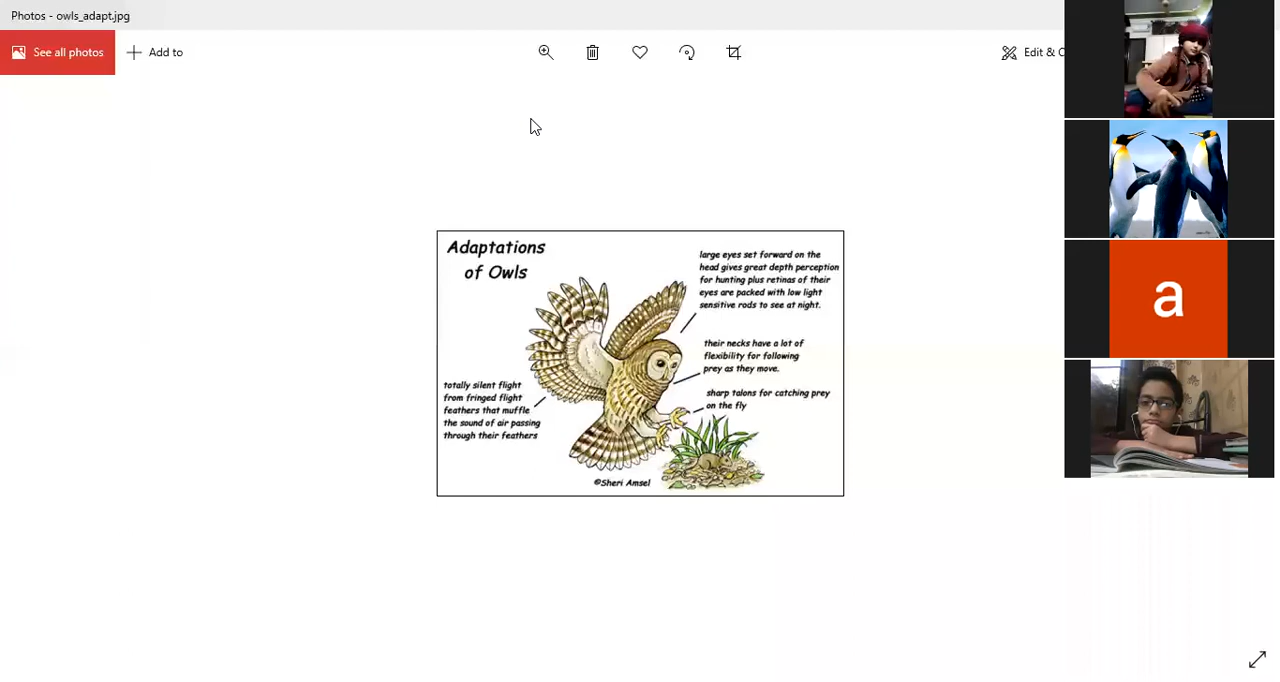 Photos - owls_adapt.jpg
See all photos
Add to
Adaptations
of Owls
large eyes set forward on the
head gives great depth perception
for hunting plus retinas of their
eyes are packed with low light
sensitive rods to see at night.
their necks have a lot of
flexibility for following
prey as they move.
sharp talons for catching prey
on the fly
totally silent flight
from fringed flight
feathers that muffle
the sound of air passing
through their feathers
©Sheri Amsel
Edit & C
a